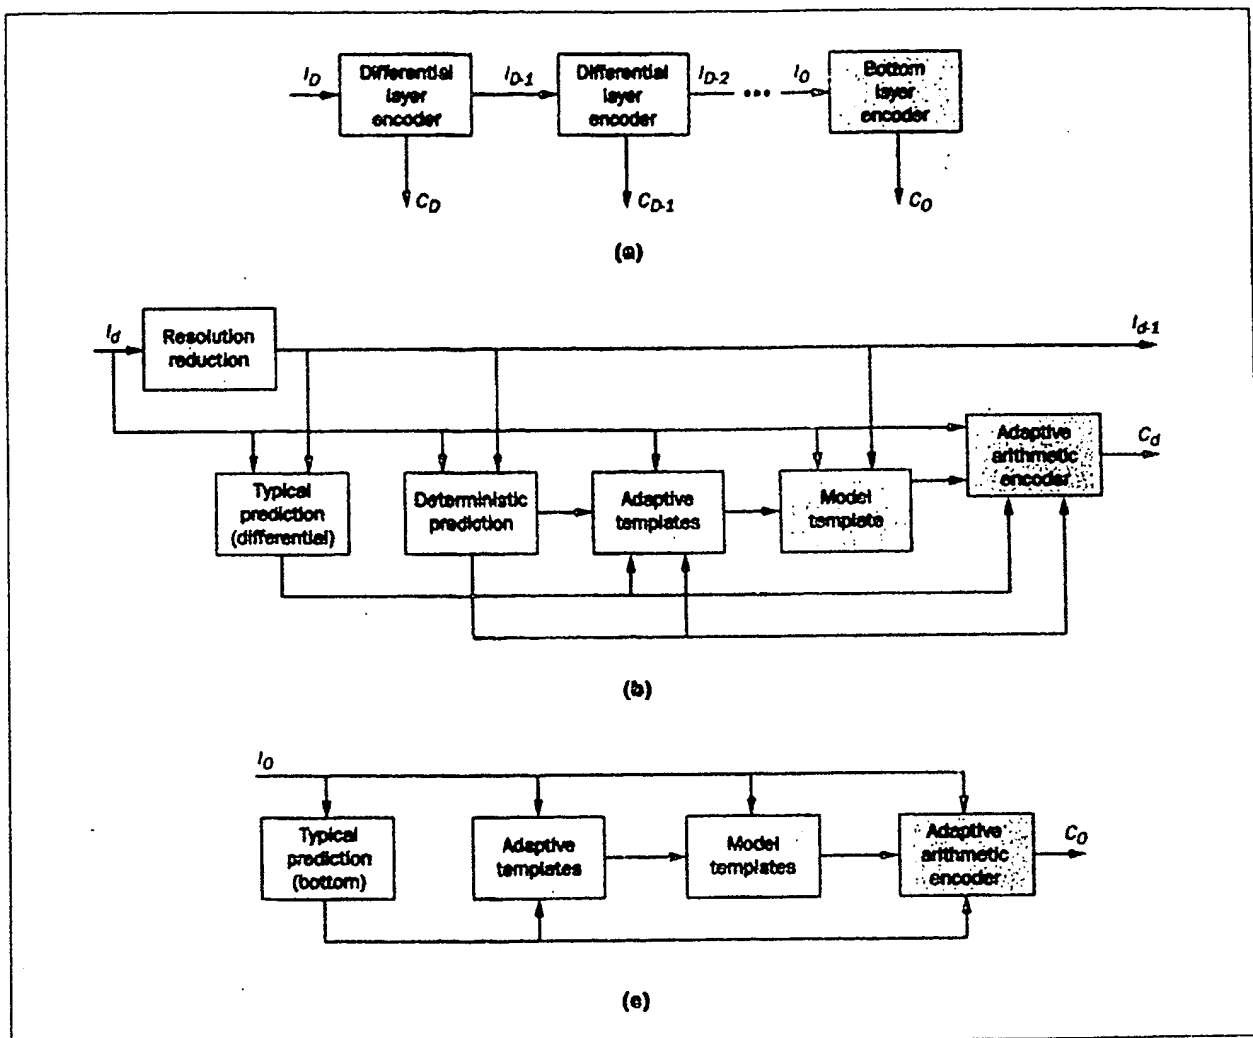 I_D
Differential
layer
encoder
I_D-1
Differential
layer
encoder
I_D-2
I_0
Bottom
layer
encoder
C_D
C_D-1
C_0
(a)
I_d
Resolution
reduction
I_d-1
Typical
prediction
(differential)
Deterministic
prediction
Adaptive
templates
Model
template
Adaptive
arithmetic
encoder
C_d
(b)
I_0
Typical
prediction
(bottom)
Adaptive
templates
Model
templates
Adaptive
arithmetic
encoder
C_0
(c)